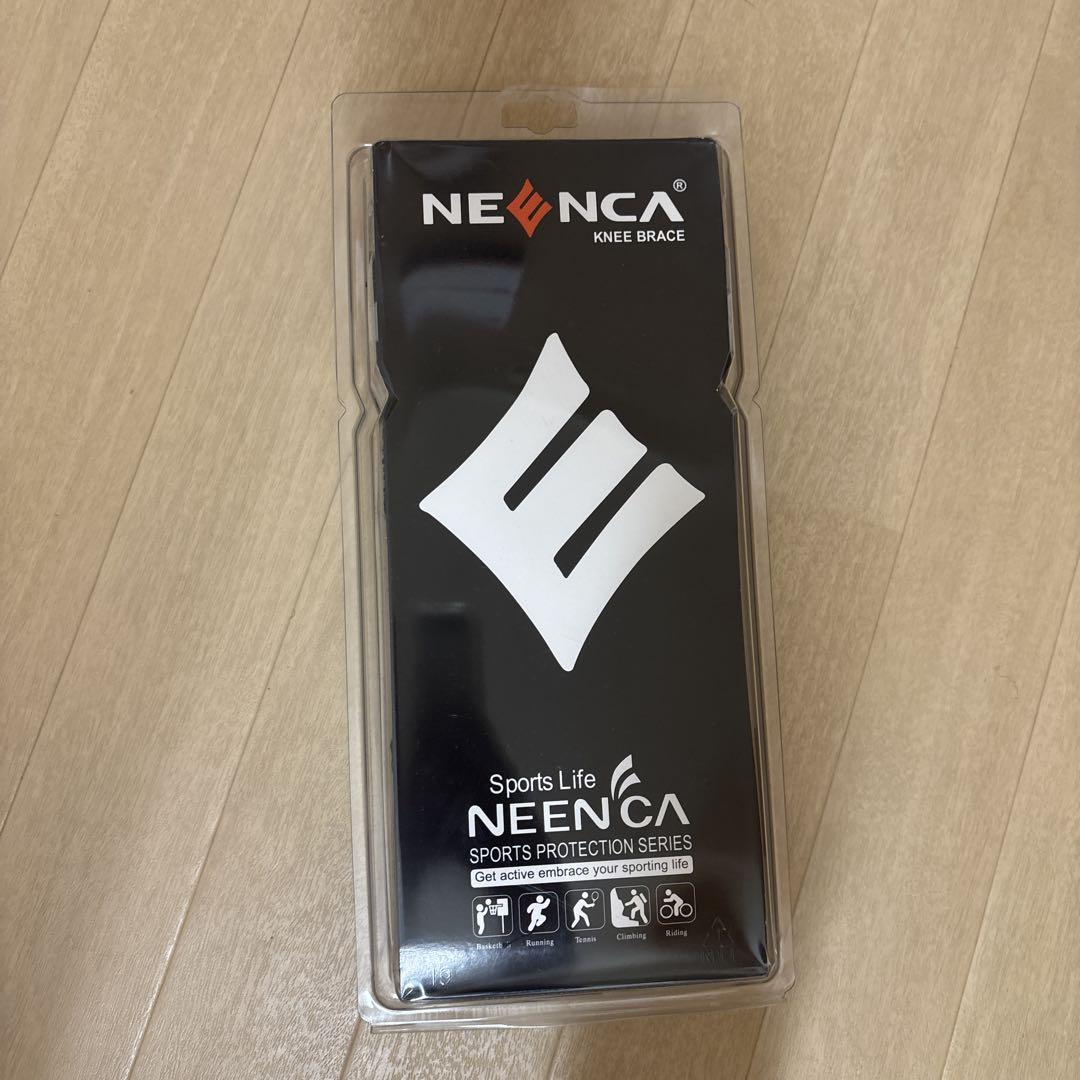 NEENCA®
KNEE BRACE
Sports Life
NEENCA
SPORTS PROTECTION SERIES
Get active embrace your sporting life
Basketball Running Tennis Climbing Riding